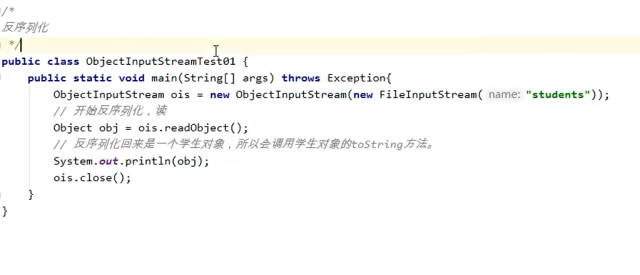 /*
反序列化
 */
public class ObjectInputStreamTest01 {
    public static void main(String[] args) throws Exception{
        ObjectInputStream ois = new ObjectInputStream(new FileInputStream( name: "students"));
        // 开始反序列化，读
        Object obj = ois.readObject();
        // 反序列化回来是一个学生对象，所以会调用学生对象的toString方法。
        System.out.println(obj);
        ois.close();
    }
}